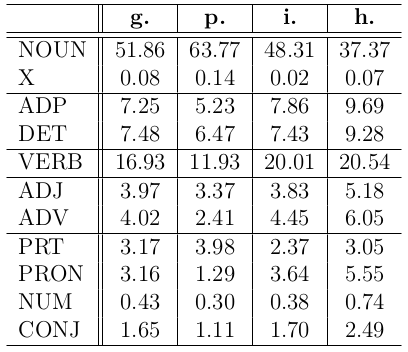 g. p. i. h.
NOUN 51.86 63.77 48.31 37.37
X 0.08 0.14 0.02 0.07
ADP 7.25 5.23 7.86 9.69
DET 7.48 6.47 7.43 9.28
VERB 16.93 11.93 20.01 20.54
ADJ 3.97 3.37 3.83 5.18
ADV 4.02 2.41 4.45 6.05
PRT 3.17 3.98 2.37 3.05
PRON 3.16 1.29 3.64 5.55
NUM 0.43 0.30 0.38 0.74
CONJ 1.65 1.11 1.70 2.49